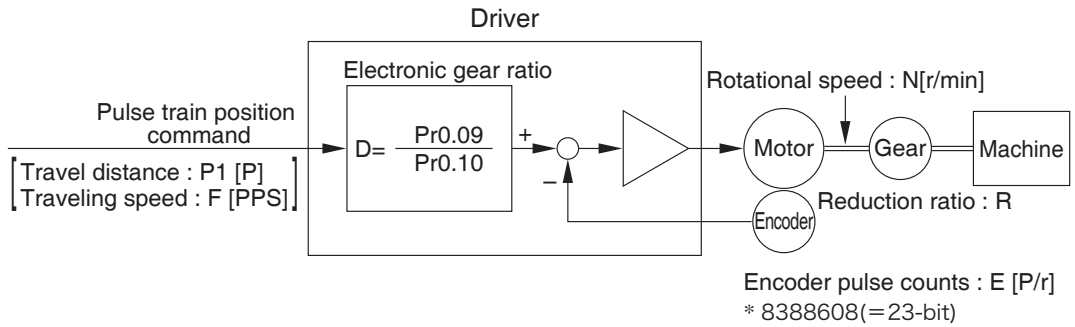 Driver
Electronic gear ratio
Pulse train position
command
Travel distance : P1 [P]
Traveling speed : F [PPS]
D= Pr0.09
Pr0.10
+
−
Rotational speed : N[r/min]
Motor
Gear
Machine
Encoder
Reduction ratio : R
Encoder pulse counts : E [P/r]
* 8388608(=23-bit)